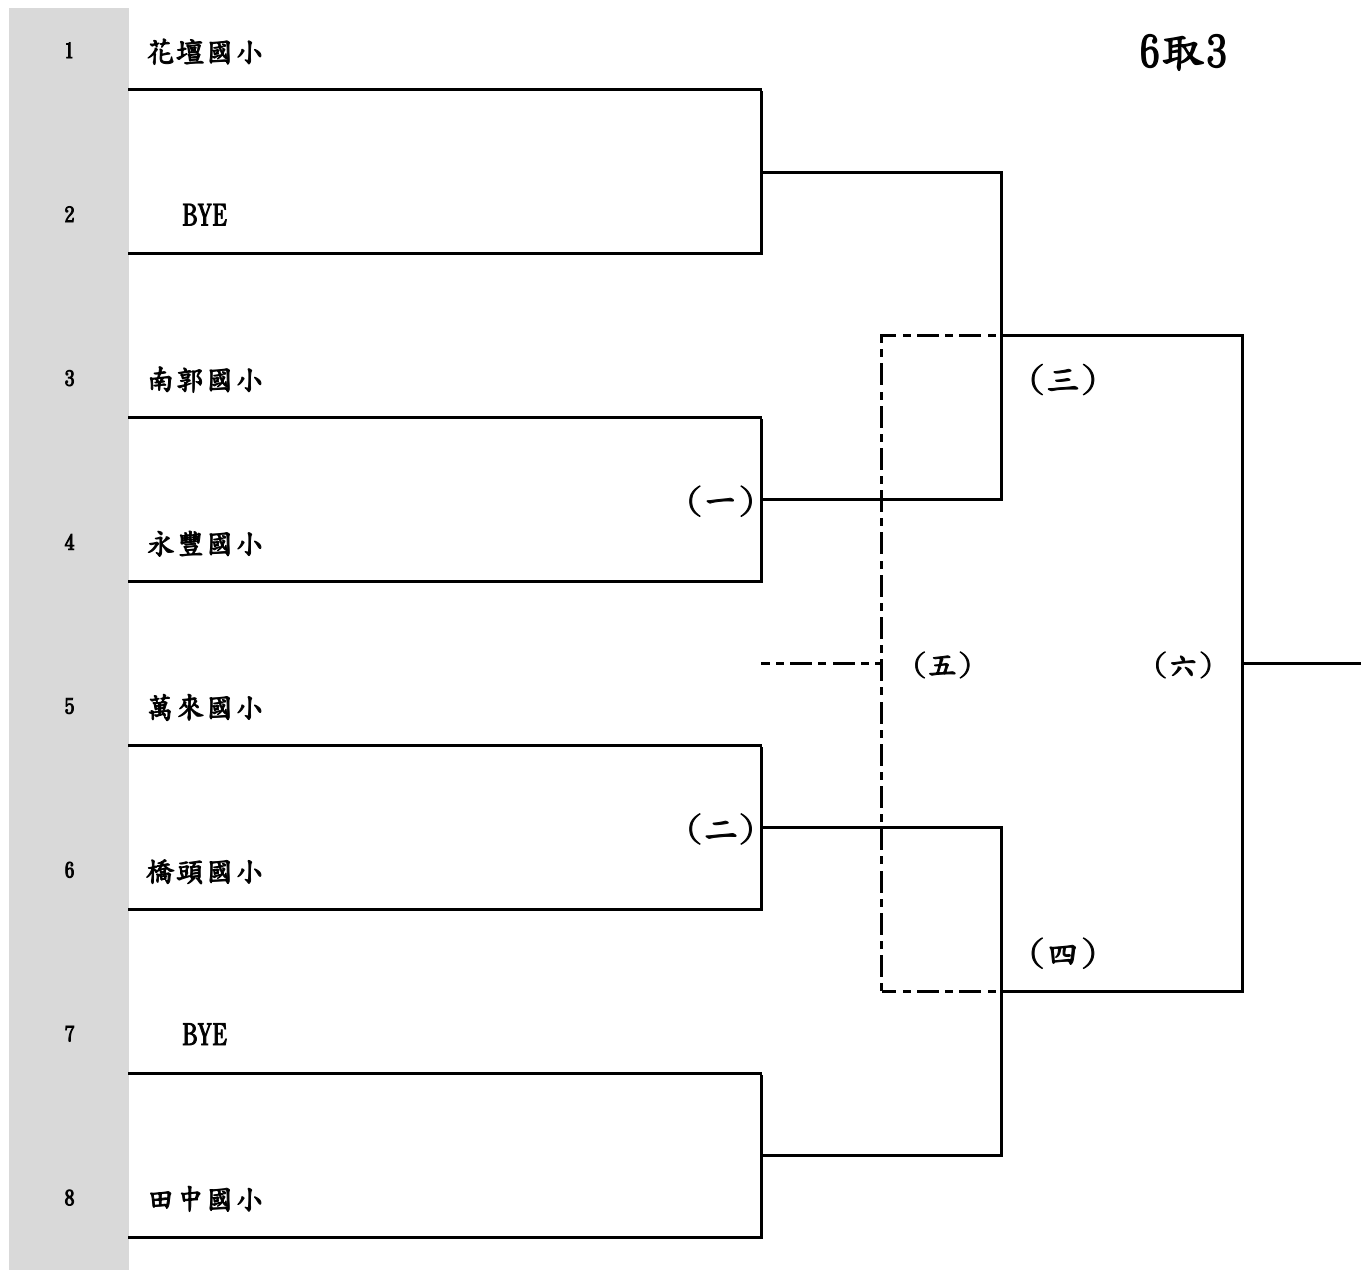 1 花壇國小 6取3
2 BYE
3 南郭國小
(三)
(一)
4 永豐國小
(五) (六)
5 萬來國小
(二)
6 橋頭國小
(四)
7 BYE
8 田中國小